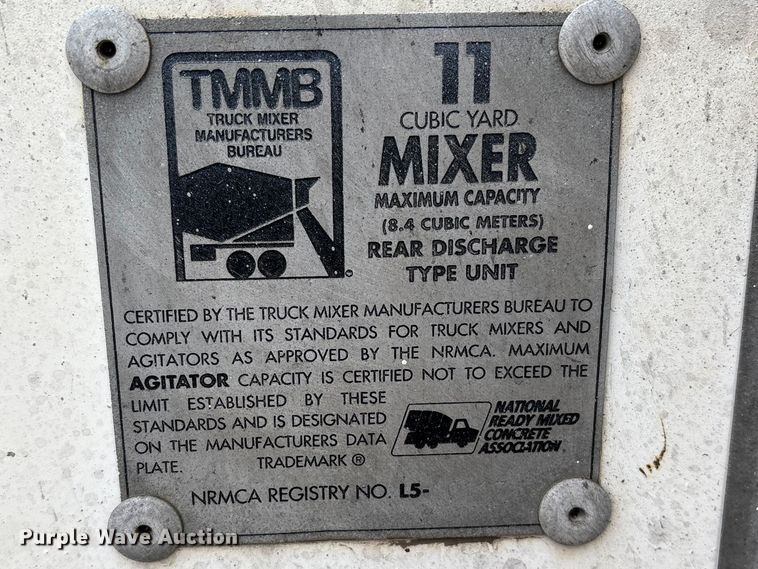 TMMB
TRUCK MIXER
MANUFACTURERS
BUREAU
11
CUBIC YARD
MIXER
MAXIMUM CAPACITY
(8.4 CUBIC METERS)
REAR DISCHARGE
TYPE UNIT
CERTIFIED BY THE TRUCK MIXER MANUFACTURERS BUREAU TO
COMPLY WITH ITS STANDARDS FOR TRUCK MIXERS AND
AGITATORS AS APPROVED BY THE NRMCA. MAXIMUM
AGITATOR CAPACITY IS CERTIFIED NOT TO EXCEED THE
LIMIT ESTABLISHED BY THESE
STANDARDS AND IS DESIGNATED
ON THE MANUFACTURERS DATA
PLATE. TRADEMARK ®
NATIONAL
READY MIXED
CONCRETE
ASSOCIATION
NRMCA REGISTRY NO. L5-
Purple Wave Auction